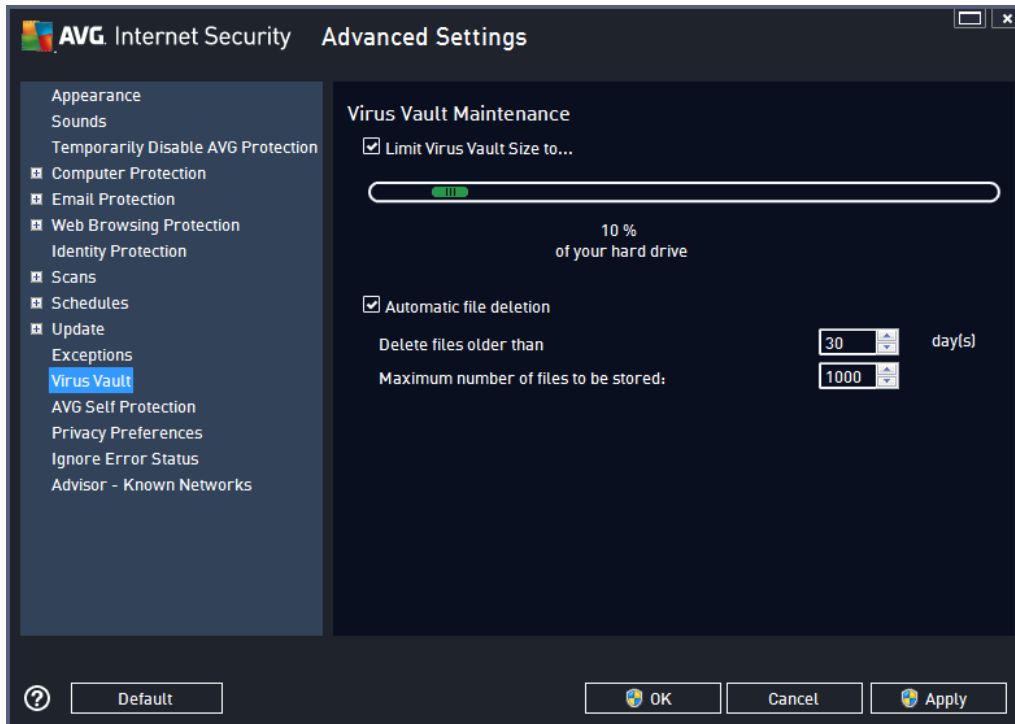 AVG. Internet Security Advanced Settings
Appearance
Sounds
Temporarily Disable AVG Protection
Computer Protection
Email Protection
Web Browsing Protection
Identity Protection
Scans
Schedules
Update
Exceptions
Virus Vault
AVG Self Protection
Privacy Preferences
Ignore Error Status
Advisor - Known Networks
Virus Vault Maintenance
Limit Virus Vault Size to...
10 %
of your hard drive
Automatic file deletion
Delete files older than 30 day(s)
Maximum number of files to be stored: 1000
? Default OK Cancel Apply